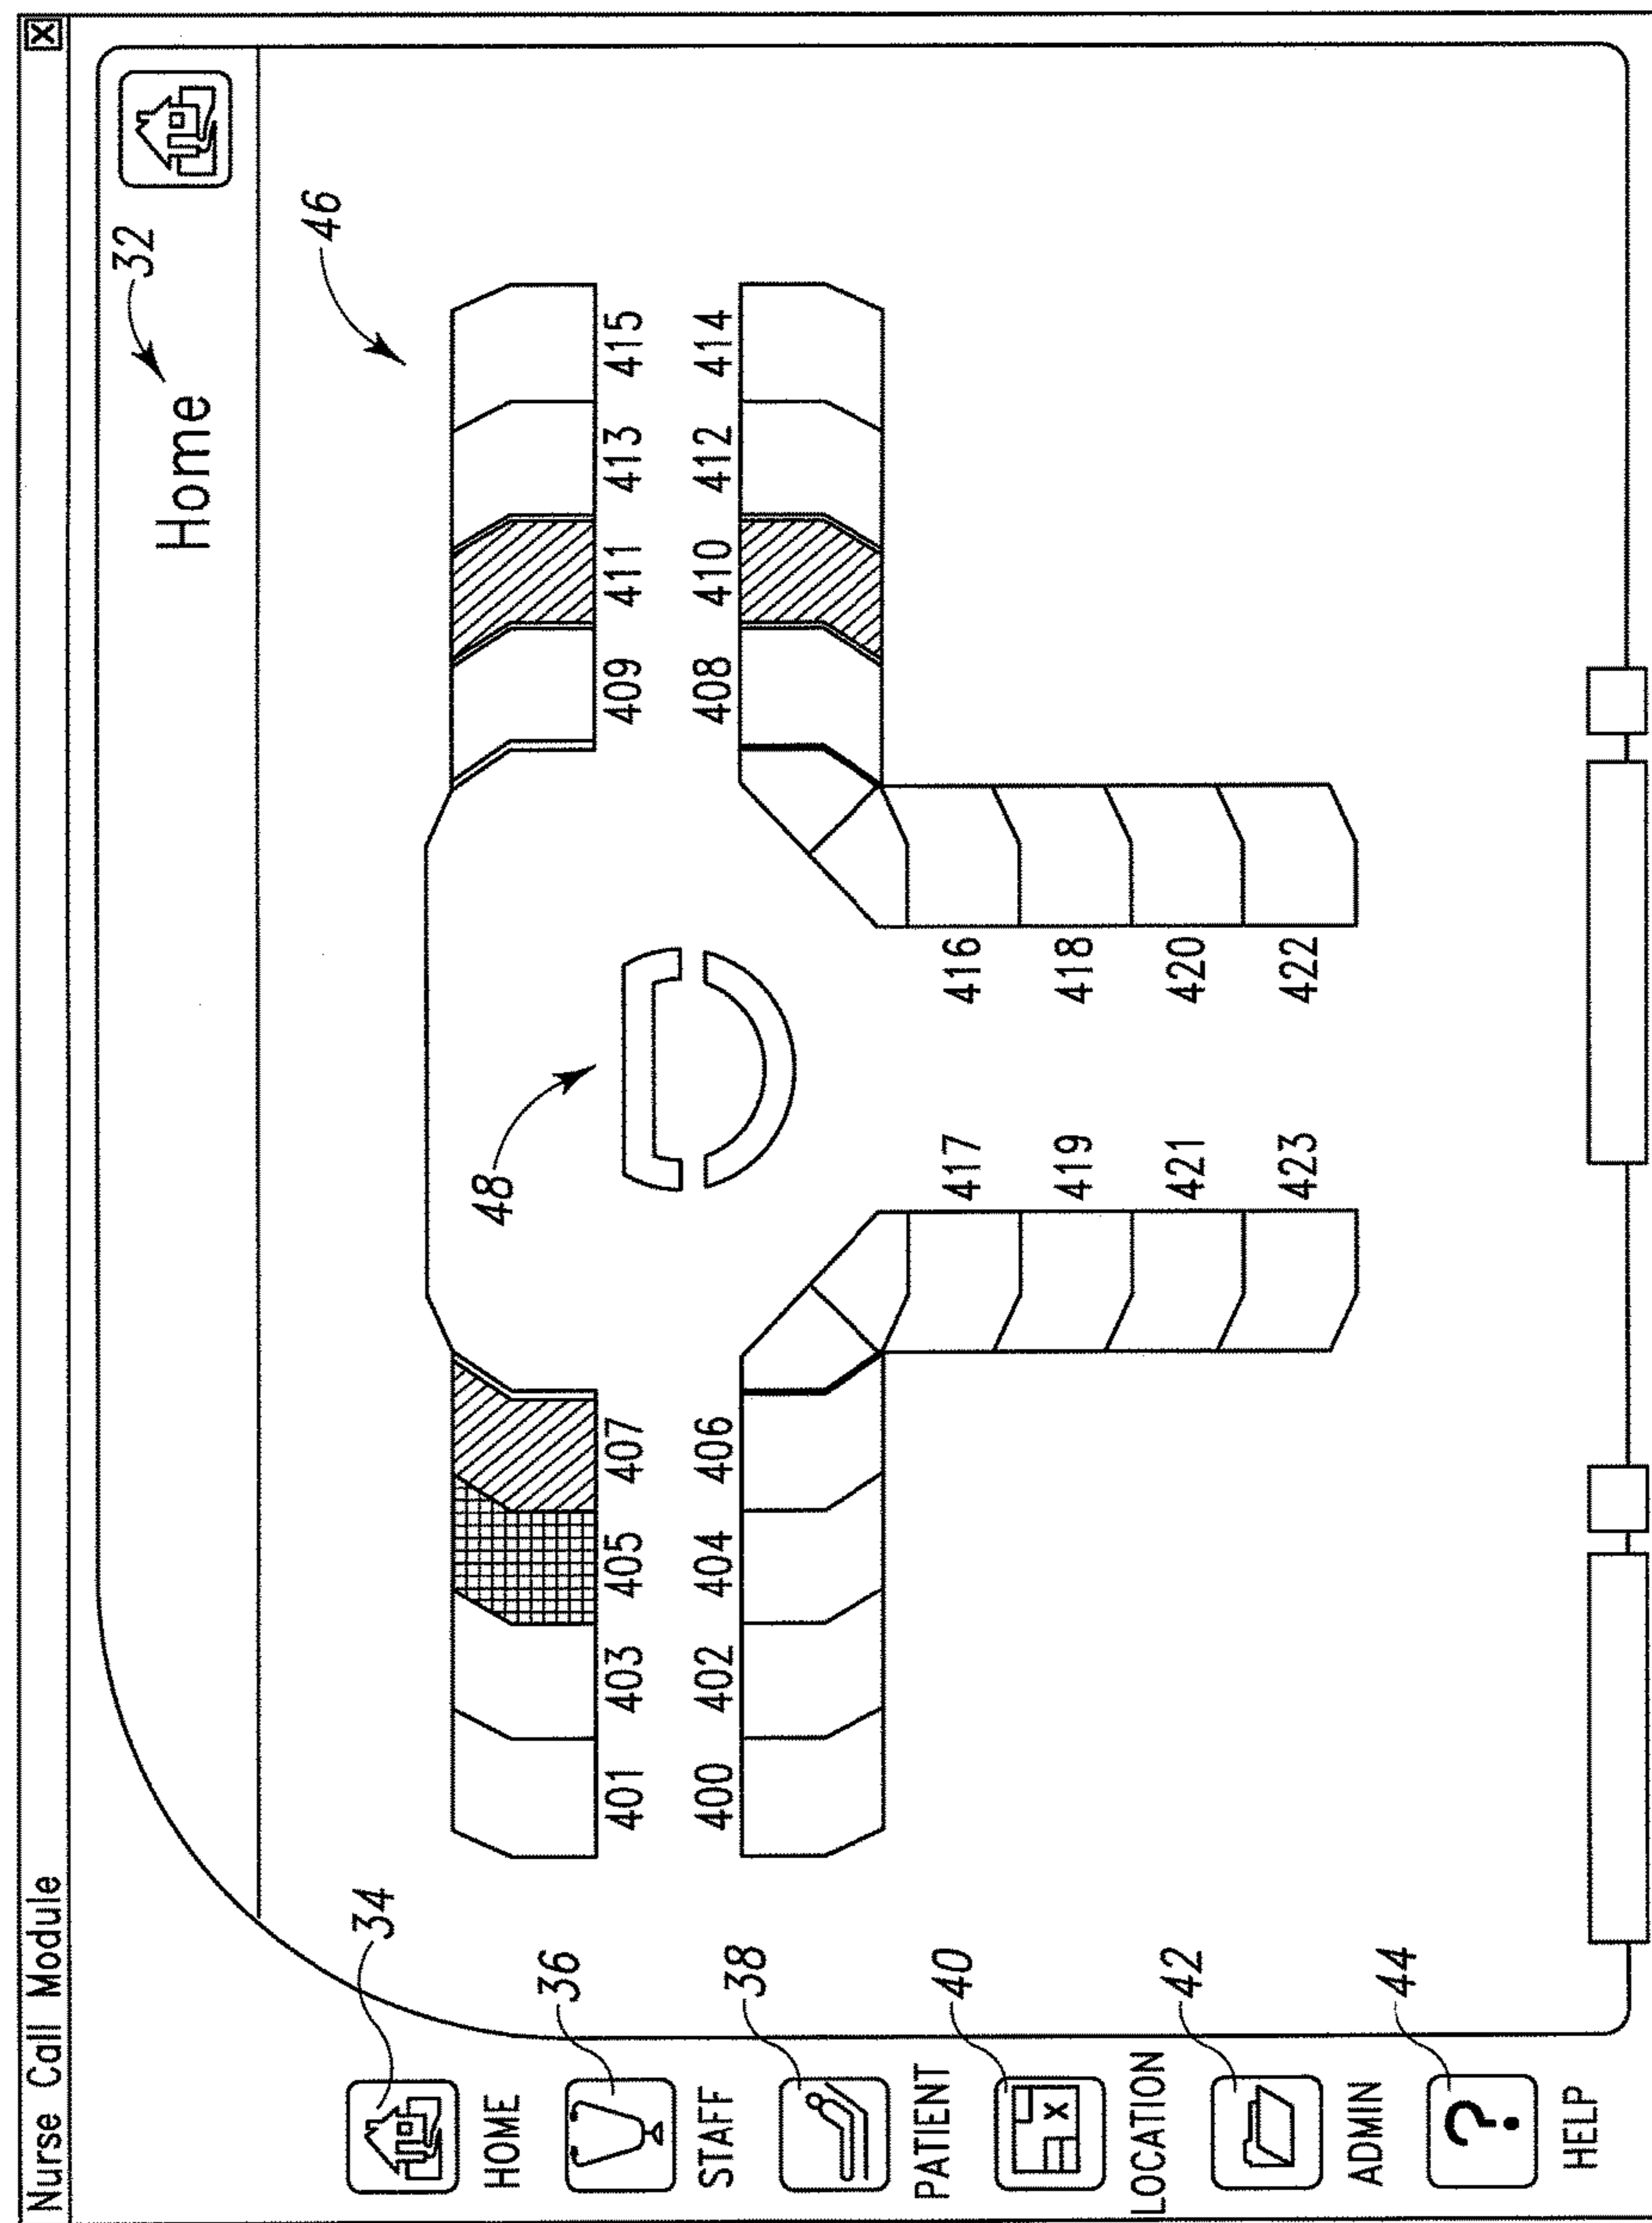 Nurse Call Module
X
Home
32
34
HOME
36
STAFF
38
PATIENT
40
X
LOCATION
42
ADMIN
44
?
HELP
46
48
401 403 405 407 409 411 413 415
400 402 404 406 408 410 412 414
417 416
419 418
421 420
423 422